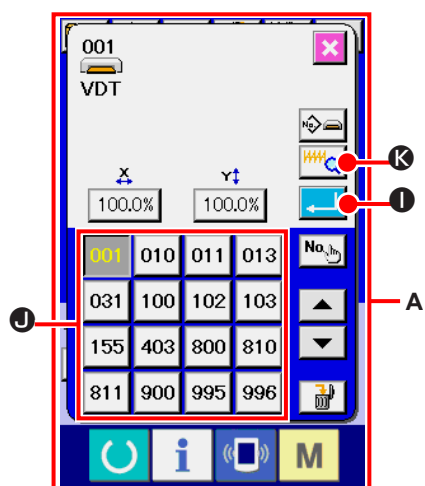 001
VDT
No.
K
X Y
100.0% 100.0%
I
001 010 011 013
No.
031 100 102 103
A
J
155 403 800 810
811 900 995 996
i M